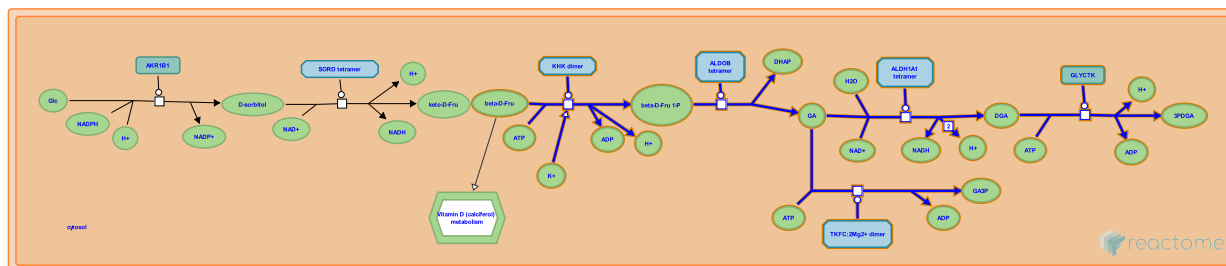 AKR1B1
Glc
NADPH
H+
NADP+
D-sorbitol
SORD tetramer
NAD+
H+
NADH
keto-D-Fru
beta-D-Fru
KHK dimer
ATP
K+
ADP
H+
beta-D-Fru 1-P
ALDOB
tetramer
DHAP
GA
H2O
NAD+
ALDH1A1
tetramer
NADH
2
H+
DGA
GLYCTK
ATP
H+
ADP
3PDGA
ATP
TKFC:2Mg2+ dimer
ADP
GA3P
Vitamin D (calciferol)
metabolism
cytosol
reactome